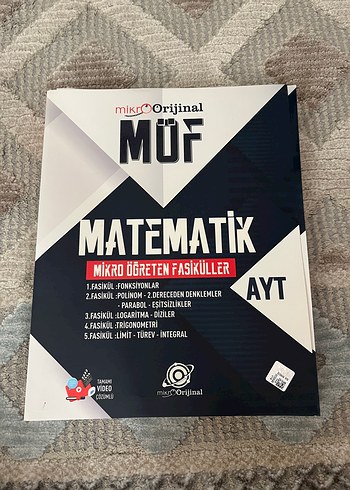 mikro Orijinal
MÖF
MATEMATİK
MİKRO ÖĞRETEN FASİKÜLLER
1.FASİKÜL :FONKSİYONLAR
2.FASİKÜL :POLİNOM - 2.DERECEDEN DENKLEMLER
- PARABOL - EŞİTSİZLİKLER
3.FASİKÜL :LOGARİTMA - DİZİLER
4.FASİKÜL :TRİGONOMETRİ
5.FASİKÜL :LİMİT - TÜREV - İNTEGRAL
AYT
TAMAMI
VİDEO
ÇÖZÜMLÜ
mikro Orijinal